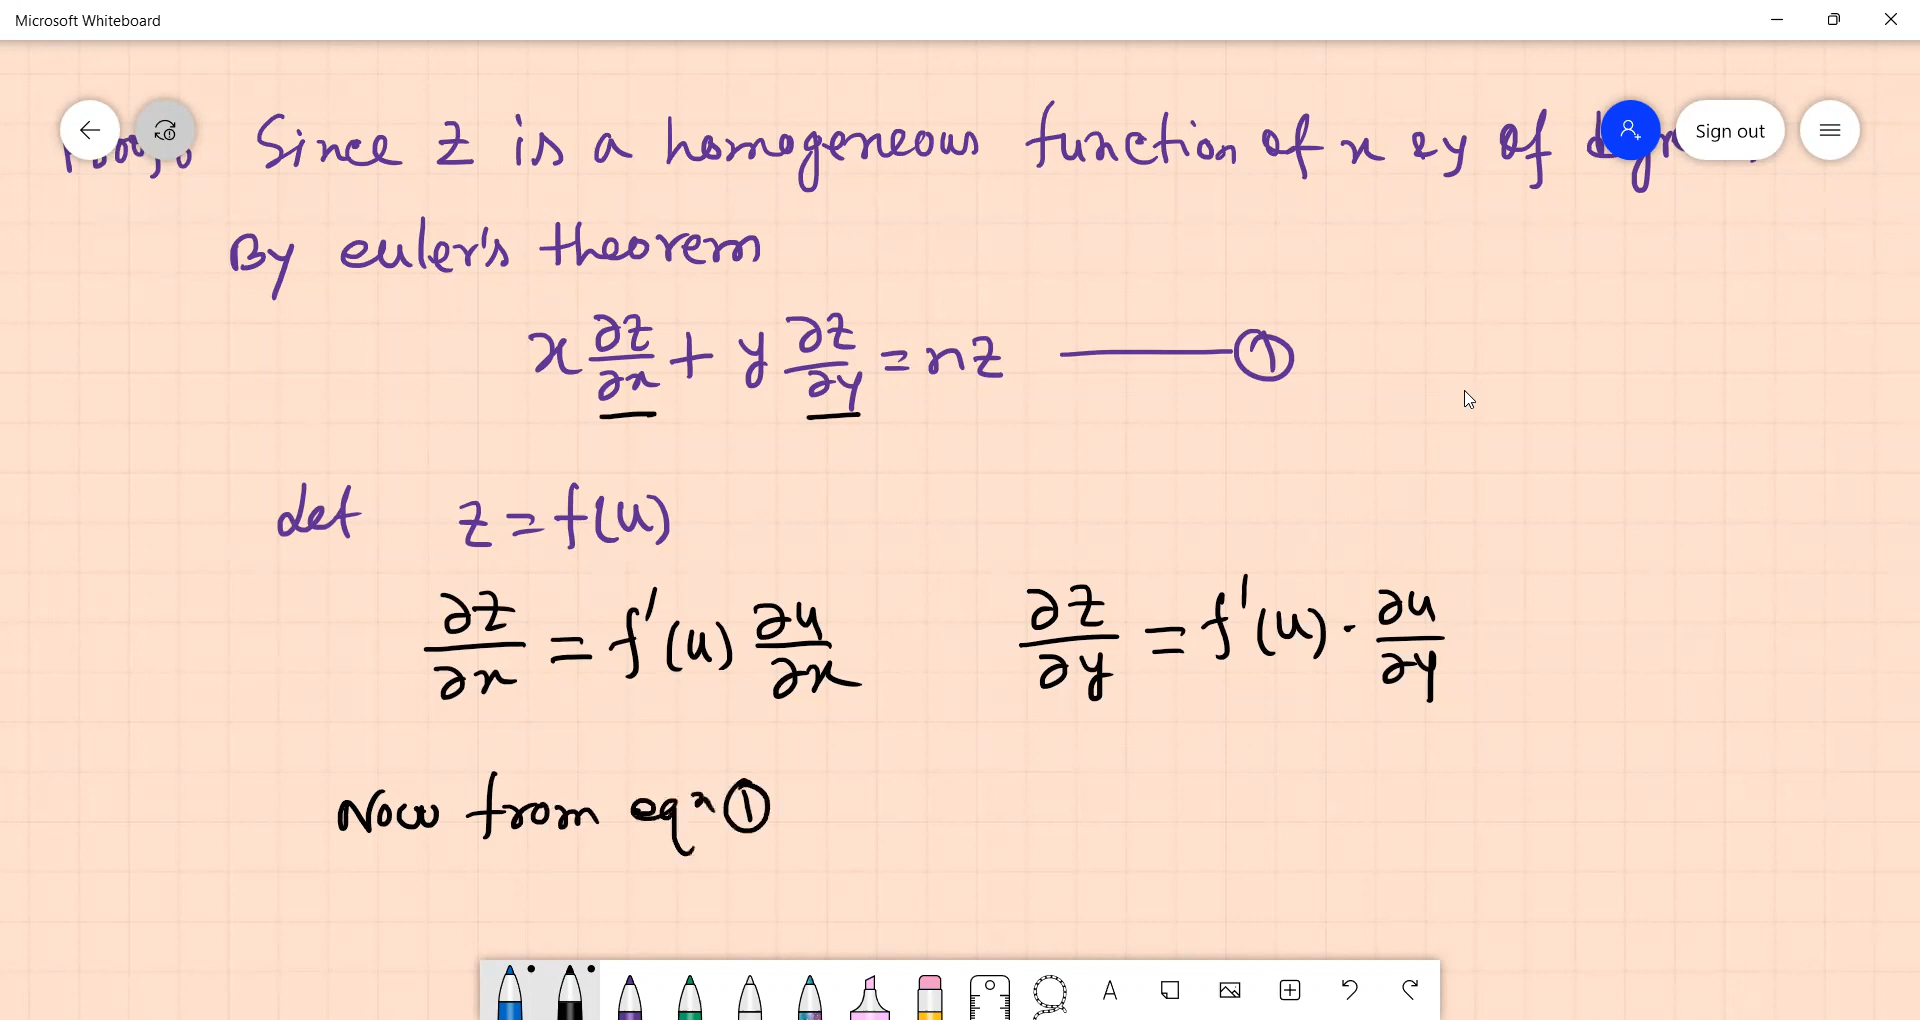 Microsoft Whiteboard
Since z is a homogeneous function of x & y of
Sign out
By euler's theorem
x ∂z/∂x + y ∂z/∂y = nz ——— ①
Let z = f(u)
∂z/∂x = f'(u) ∂u/∂x ∂z/∂y = f'(u) · ∂u/∂y
Now from eqⁿ ①